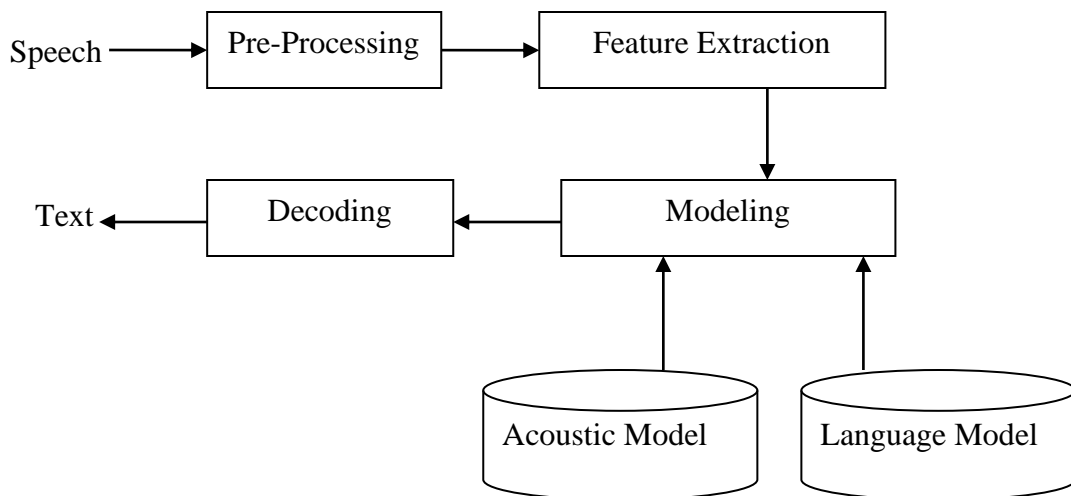 Speech
Pre-Processing
Feature Extraction
Text
Decoding
Modeling
Acoustic Model
Language Model